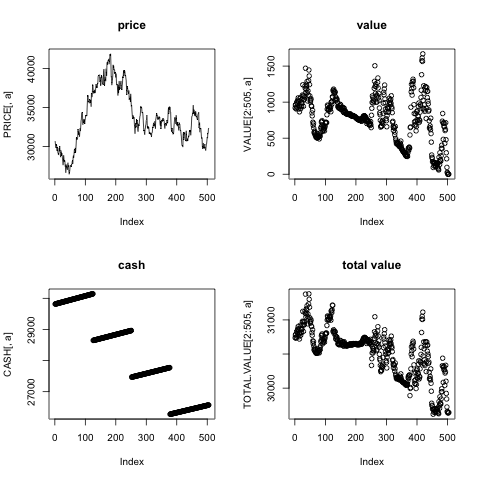 price
PRICE[, a]
30000 35000 40000
0 100 200 300 400 500
Index
value
VALUE[2:505, a]
0 500 1000 1500
0 100 200 300 400 500
Index
cash
CASH[, a]
27000 29000
0 100 200 300 400 500
Index
total value
TOTAL.VALUE[2:505, a]
30000 31000
0 100 200 300 400 500
Index